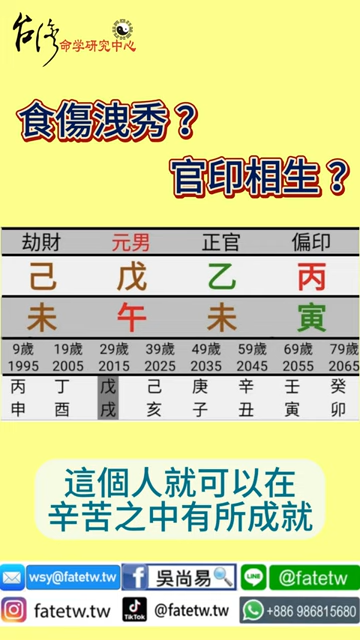 台灣命学研究中心
食傷洩秀？
官印相生？
劫財 元男 正官 偏印
己 戊 乙 丙
未 午 未 寅
9歲 19歲 29歲 39歲 49歲 59歲 69歲 79歲
1995 2005 2015 2025 2035 2045 2055 2065
丙 丁 戊 己 庚 辛 壬 癸
申 酉 戌 亥 子 丑 寅 卯
這個人就可以在
辛苦之中有所成就
wsy@fatetw.tw f 吳尚易 LINE @fatetw
fatetw.tw TikTok @fatetw.tw +886 986815680